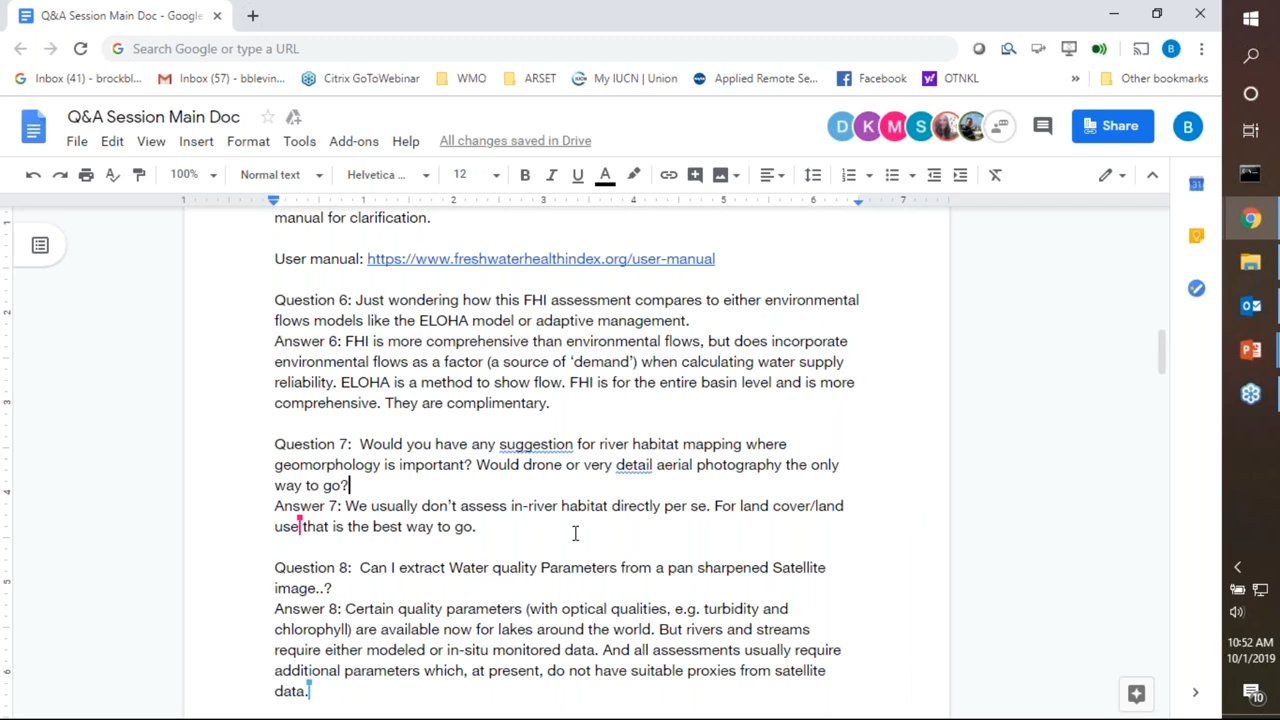 Q&A Session Main Doc - Google
Search Google or type a URL
B
Inbox (41) - brockbl...
Inbox (57) - bblevin...
Citrix GoToWebinar
WMO
ARSET
My IUCN | Union
Applied Remote Se...
Facebook
OTNKL
»
Other bookmarks
Q&A Session Main Doc
D K M S
Share
B
File Edit View Insert Format Tools Add-ons Help All changes saved in Drive
100% Normal text Helvetica ... 12 B I U A
1 1 2 3 4 5 6 7
manual for clarification.
User manual: https://www.freshwaterhealthindex.org/user-manual
Question 6: Just wondering how this FHI assessment compares to either environmental
flows models like the ELOHA model or adaptive management.
Answer 6: FHI is more comprehensive than environmental flows, but does incorporate
environmental flows as a factor (a source of ‘demand’) when calculating water supply
reliability. ELOHA is a method to show flow. FHI is for the entire basin level and is more
comprehensive. They are complimentary.
Question 7:  Would you have any suggestion for river habitat mapping where
geomorphology is important? Would drone or very detail aerial photography the only
way to go?
Answer 7: We usually don’t assess in-river habitat directly per se. For land cover/land
use that is the best way to go.
Question 8:  Can I extract Water quality Parameters from a pan sharpened Satellite
image..?
Answer 8: Certain quality parameters (with optical qualities, e.g. turbidity and
chlorophyll) are available now for lakes around the world. But rivers and streams
require either modeled or in-situ monitored data. And all assessments usually require
additional parameters which, at present, do not have suitable proxies from satellite
data.
31
10:52 AM
10/1/2019
10